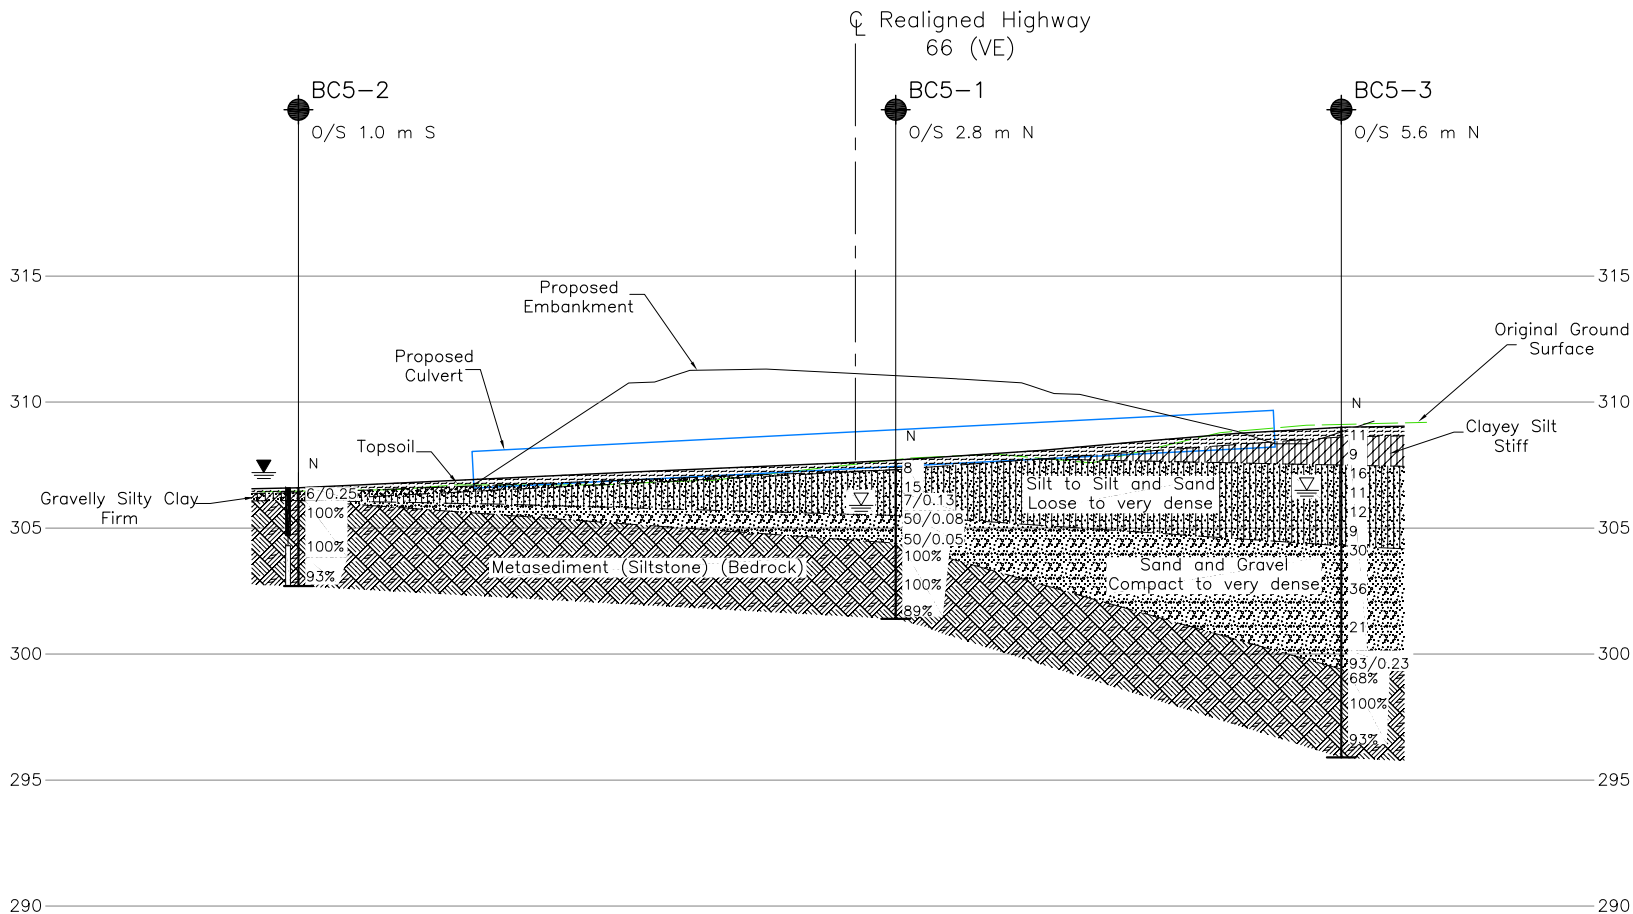 ℄ Realigned Highway
66 (VE)
BC5-2
O/S 1.0 m S
BC5-1
O/S 2.8 m N
BC5-3
O/S 5.6 m N
315
315
Proposed
Embankment
Original Ground
Surface
Proposed
Culvert
310
310
N
Topsoil
N
Clayey Silt
Stiff
N
Gravelly Silty Clay
Firm
6/0.25
100%
100%
93%
8
15
7/0.13
50/0.08
50/0.05
100%
100%
89%
Silt to Silt and Sand
Loose to very dense
11
9
16
11
12
9
30
36
21
93/0.23
68%
100%
93%
305
305
Metasediment (Siltstone) (Bedrock)
Sand and Gravel
Compact to very dense
300
300
295
295
290
290